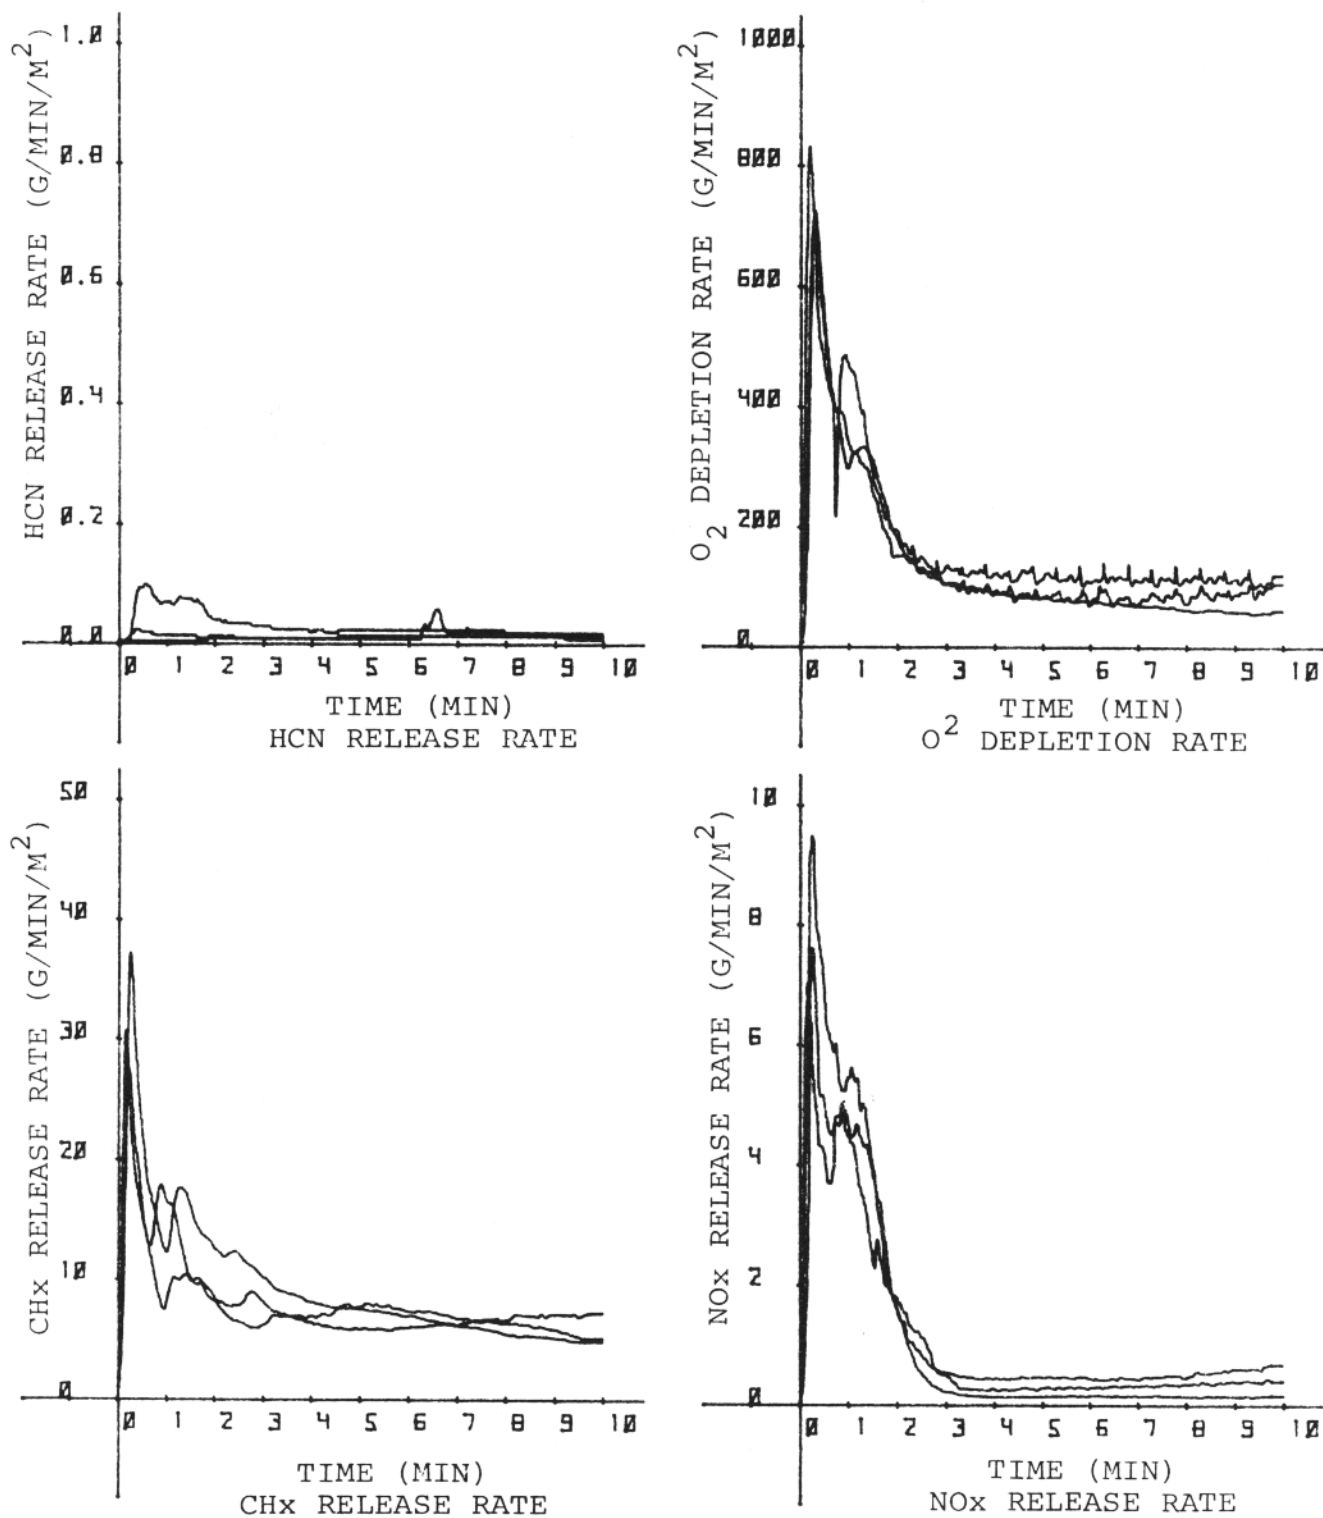 HCN RELEASE RATE (G/MIN/M²)
1.0
0.8
0.6
0.4
0.2
0.0
0 1 2 3 4 5 6 7 8 9 10
TIME (MIN)
HCN RELEASE RATE
O₂ DEPLETION RATE (G/MIN/M²)
1000
800
600
400
200
0
0 1 2 3 4 5 6 7 8 9 10
TIME (MIN)
O² DEPLETION RATE
CHx RELEASE RATE (G/MIN/M²)
50
40
30
20
10
0
0 1 2 3 4 5 6 7 8 9 10
TIME (MIN)
CHx RELEASE RATE
NOx RELEASE RATE (G/MIN/M²)
10
8
6
4
2
0
0 1 2 3 4 5 6 7 8 9 10
TIME (MIN)
NOx RELEASE RATE